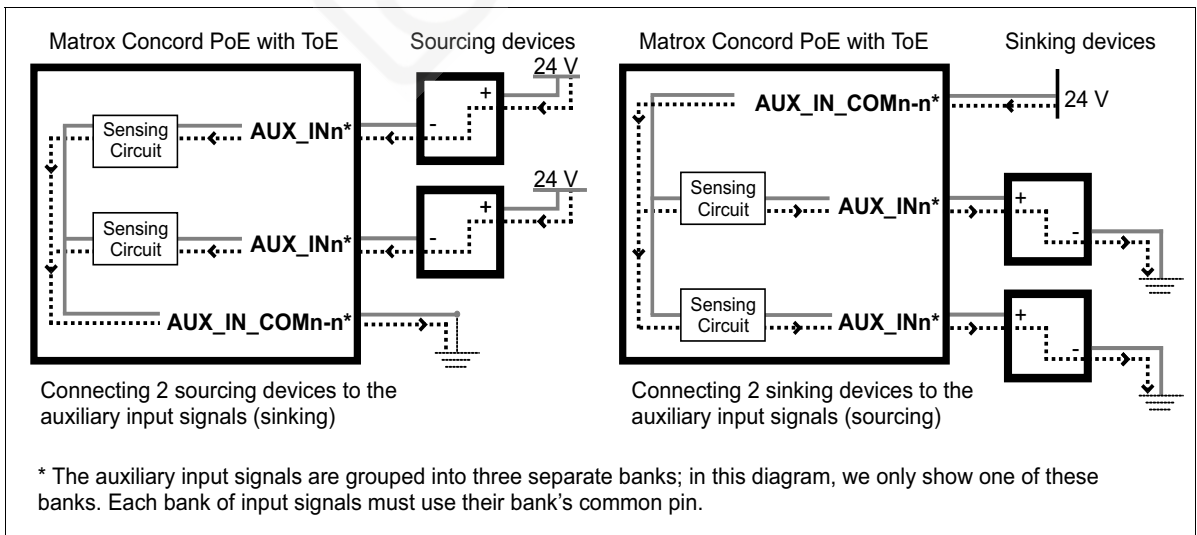 Matrox Concord PoE with ToE
Sourcing devices
24 V
+
-
AUX_INn*
Sensing
Circuit
24 V
+
-
AUX_INn*
Sensing
Circuit
AUX_IN_COMn-n*
Connecting 2 sourcing devices to the
auxiliary input signals (sinking)
Matrox Concord PoE with ToE
Sinking devices
AUX_IN_COMn-n*
24 V
Sensing
Circuit
AUX_INn*
+
-
Sensing
Circuit
AUX_INn*
+
-
Connecting 2 sinking devices to the
auxiliary input signals (sourcing)
* The auxiliary input signals are grouped into three separate banks; in this diagram, we only show one of these
banks. Each bank of input signals must use their bank’s common pin.